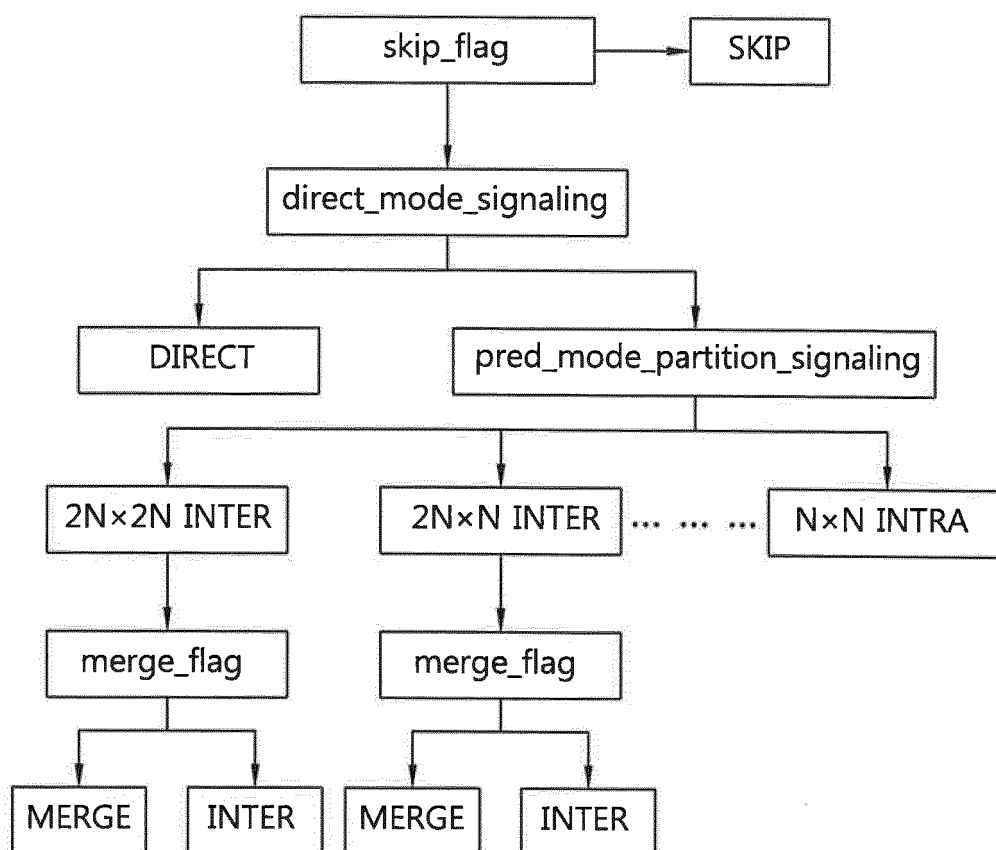 skip_flag
SKIP
direct_mode_signaling
DIRECT
pred_mode_partition_signaling
2N×2N INTER
2N×N INTER
... ... ...
N×N INTRA
merge_flag
merge_flag
MERGE
INTER
MERGE
INTER